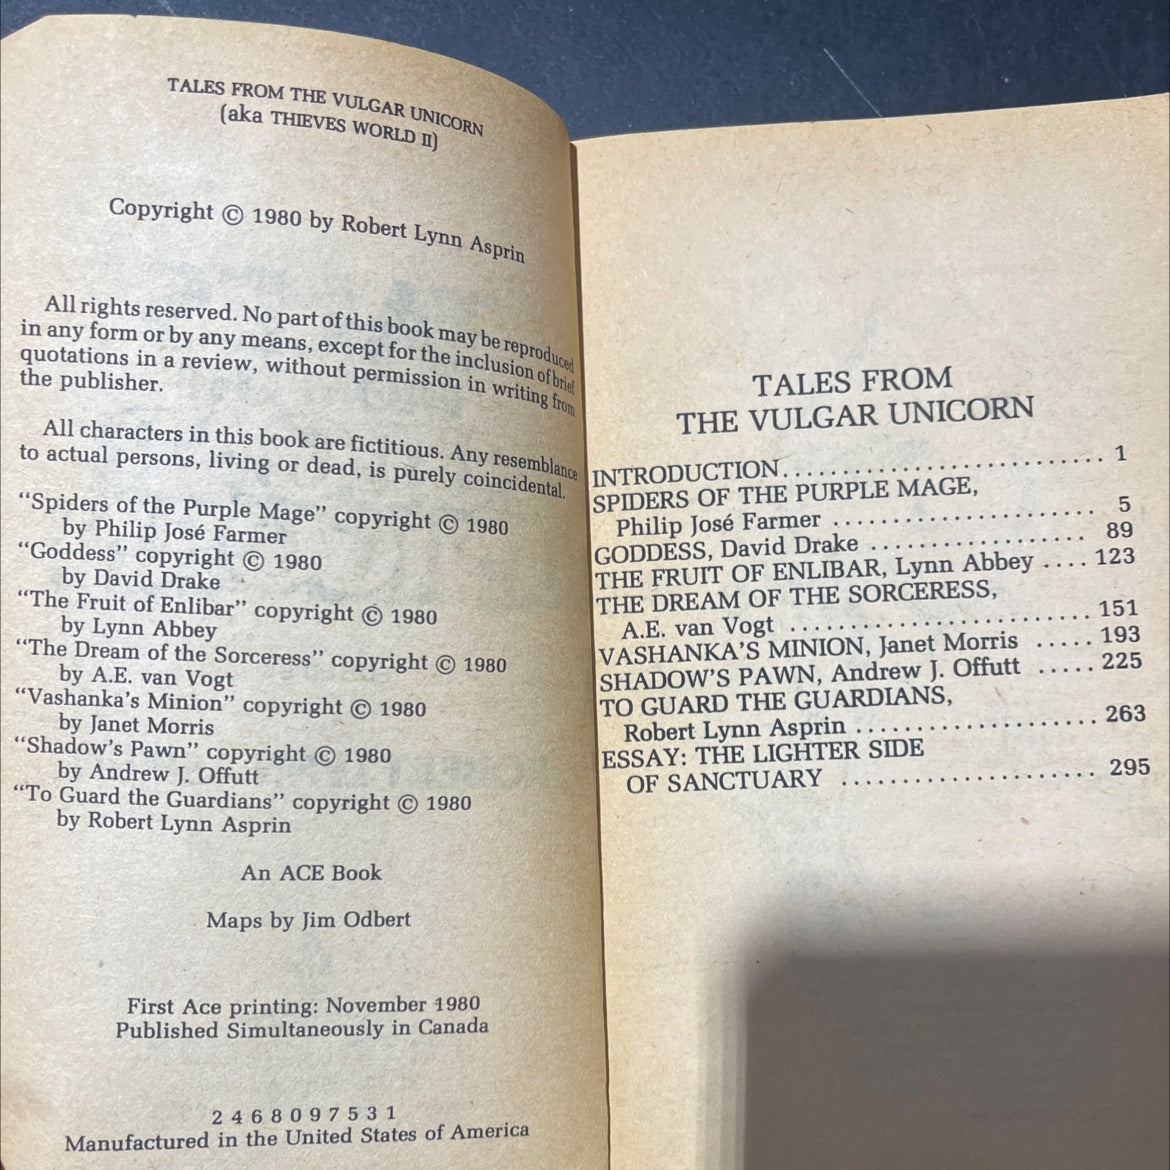 TALES FROM THE VULGAR UNICORN
(aka THIEVES WORLD II)
Copyright © 1980 by Robert Lynn Asprin
All rights reserved. No part of this book may be reproduced
in any form or by any means, except for the inclusion of brief
quotations in a review, without permission in writing from
the publisher.
All characters in this book are fictitious. Any resemblance
to actual persons, living or dead, is purely coincidental.
“Spiders of the Purple Mage” copyright © 1980
by Philip José Farmer
“Goddess” copyright © 1980
by David Drake
“The Fruit of Enlibar” copyright © 1980
by Lynn Abbey
“The Dream of the Sorceress” copyright © 1980
by A.E. van Vogt
“Vashanka’s Minion” copyright © 1980
by Janet Morris
“Shadow’s Pawn” copyright © 1980
by Andrew J. Offutt
“To Guard the Guardians” copyright © 1980
by Robert Lynn Asprin
An ACE Book
Maps by Jim Odbert
First Ace printing: November 1980
Published Simultaneously in Canada
2 4 6 8 0 9 7 5 3 1
Manufactured in the United States of America
TALES FROM
THE VULGAR UNICORN
INTRODUCTION.............................. 1
SPIDERS OF THE PURPLE MAGE,
Philip José Farmer ........................ 5
GODDESS, David Drake .................. 89
THE FRUIT OF ENLIBAR, Lynn Abbey .... 123
THE DREAM OF THE SORCERESS,
A.E. van Vogt ........................... 151
VASHANKA’S MINION, Janet Morris ..... 193
SHADOW’S PAWN, Andrew J. Offutt ..... 225
TO GUARD THE GUARDIANS,
Robert Lynn Asprin ..................... 263
ESSAY: THE LIGHTER SIDE
OF SANCTUARY ...................... 295